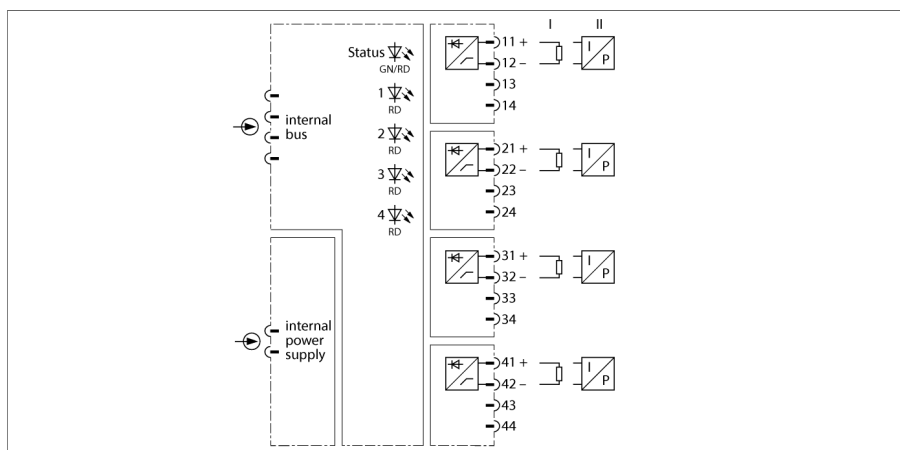 I II
Status
GN/RD
11 +
12 –
I
P
13
14
1
RD
internal
bus
2
RD
21 +
22 –
I
P
23
24
3
RD
4
RD
31 +
32 –
I
P
33
34
internal
power
supply
41 +
42 –
I
P
43
44